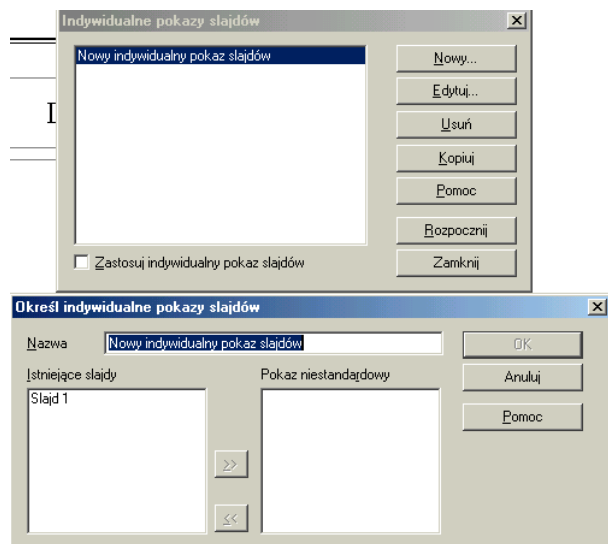 Indywidualne pokazy slajdów
Nowy indywidualny pokaz slajdów
Nowy...
Edytuj...
Usuń
Kopiuj
Pomoc
Rozpocznij
Zastosuj indywidualny pokaz slajdów
Zamknij
Określ indywidualne pokazy slajdów
Nazwa
Nowy indywidualny pokaz slajdów
OK
Istniejące slajdy
Pokaz niestandardowy
Anuluj
Slajd 1
Pomoc
>>
<<